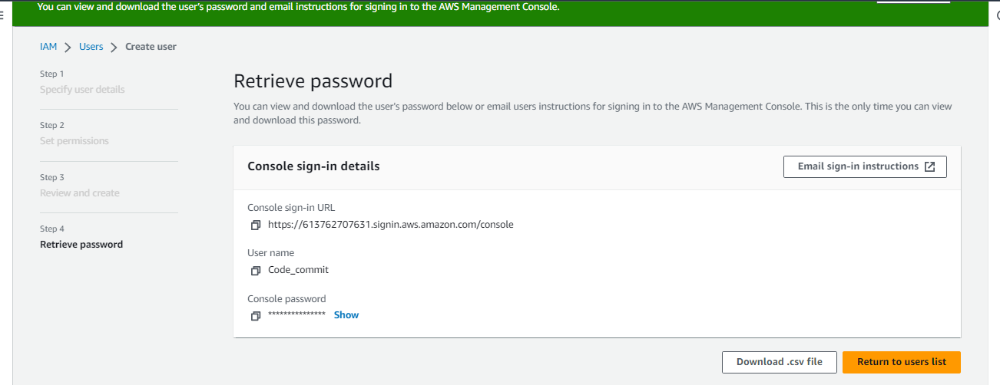 You can view and download the user's password and email instructions for signing in to the AWS Management Console.
IAM > Users > Create user
Step 1
Specify user details
Step 2
Set permissions
Step 3
Review and create
Step 4
Retrieve password
Retrieve password
You can view and download the user's password below or email users instructions for signing in to the AWS Management Console. This is the only time you can view
and download this password.
Console sign-in details
Email sign-in instructions
Console sign-in URL
https://613762707631.signin.aws.amazon.com/console
User name
Code_commit
Console password
*************** Show
Download .csv file
Return to users list